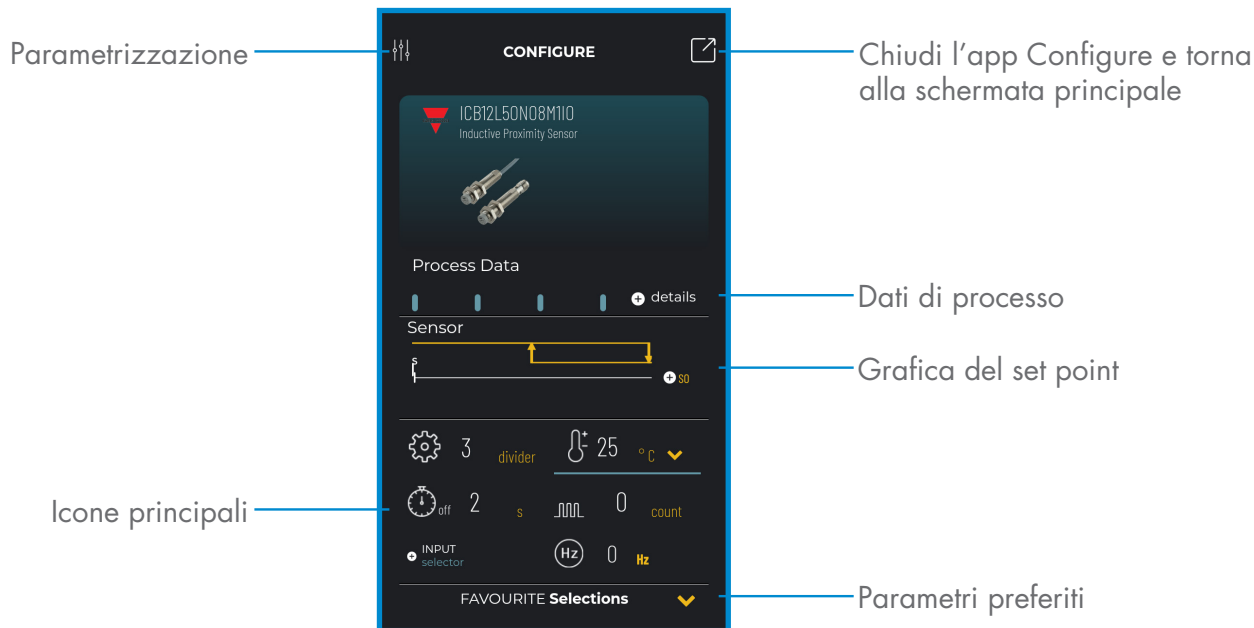 Parametrizzazione
CONFIGURE
Chiudi l’app Configure e torna
alla schermata principale
ICB12L50N08M1IO
Inductive Proximity Sensor
Process Data
details
Dati di processo
Sensor
s
SO
Grafica del set point
3 divider
25 °C
Icone principali
off 2 s
0 count
INPUT
selector
Hz 0 Hz
FAVOURITE Selections
Parametri preferiti